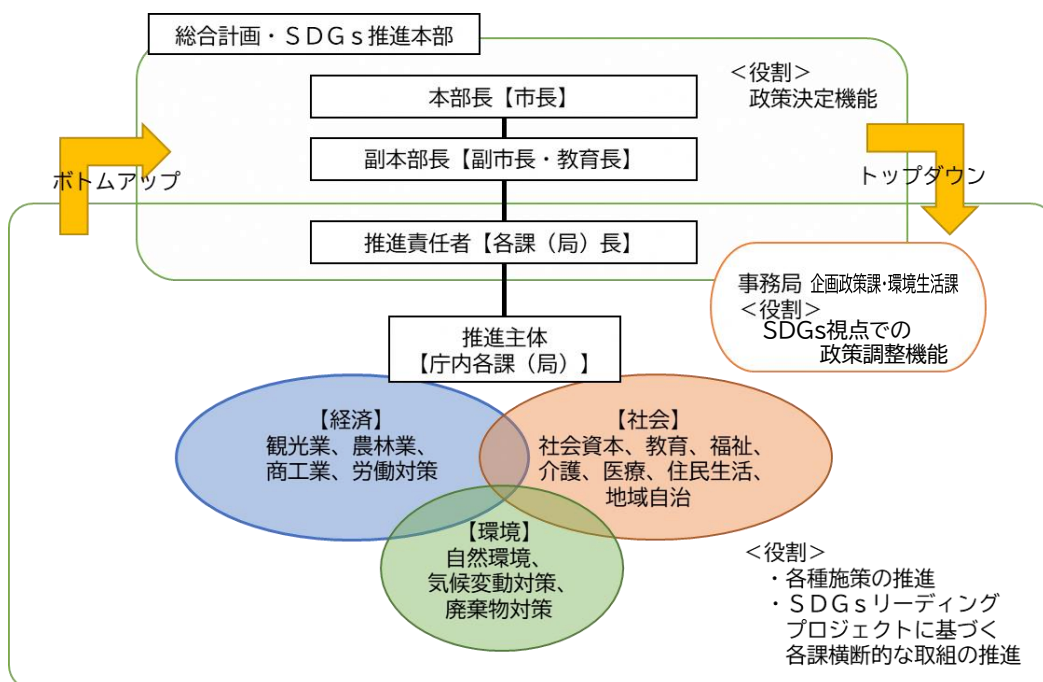 総合計画・ＳＤＧｓ推進本部
＜役割＞
政策決定機能
本部長【市長】
副本部長【副市長・教育長】
ボトムアップ
トップダウン
推進責任者【各課（局）長】
事務局 企画政策課・環境生活課
＜役割＞
SDGs視点での
政策調整機能
推進主体
【庁内各課（局）】
【経済】
観光業、農林業、
商工業、労働対策
【社会】
社会資本、教育、福祉、
介護、医療、住民生活、
地域自治
【環境】
自然環境、
気候変動対策、
廃棄物対策
＜役割＞
・各種施策の推進
・ＳＤＧｓリーディング
プロジェクトに基づく
各課横断的な取組の推進